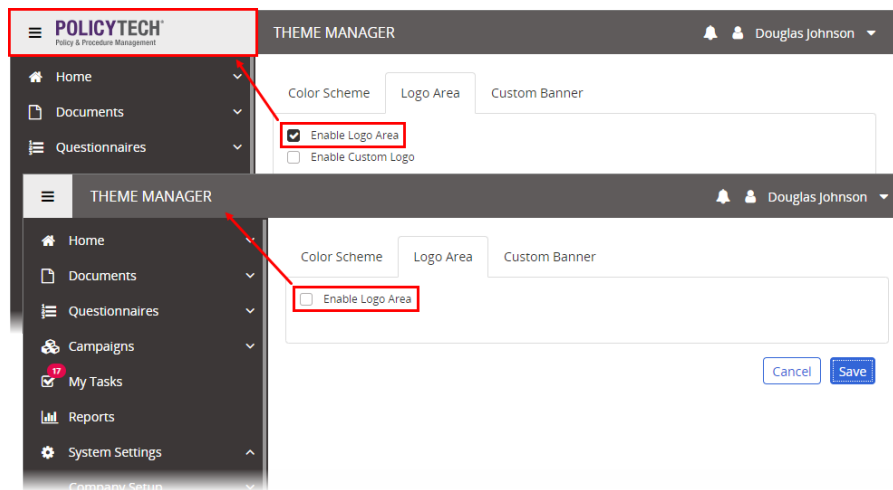 POLICYTECH
Policy & Procedure Management
THEME MANAGER
Douglas Johnson
Home
Documents
Questionnaires
Color Scheme
Logo Area
Custom Banner
Enable Logo Area
Enable Custom Logo
THEME MANAGER
Douglas Johnson
Home
Documents
Questionnaires
Campaigns
17
My Tasks
Reports
System Settings
Company Setup
Color Scheme
Logo Area
Custom Banner
Enable Logo Area
Cancel
Save